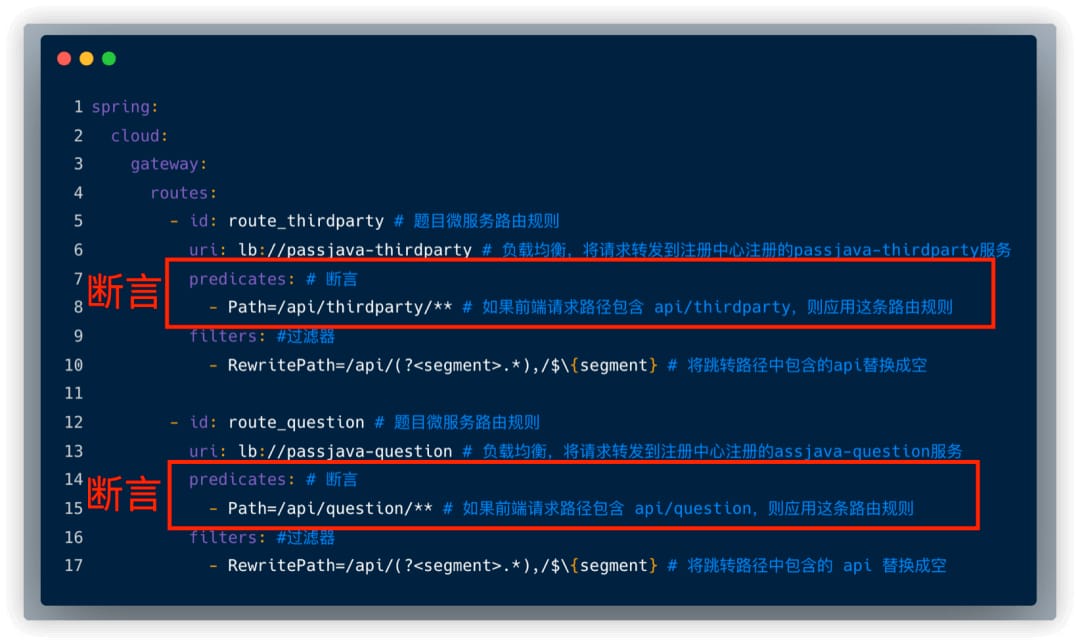 1 spring:
2 cloud:
3 gateway:
4 routes:
5 - id: route_thirdparty # 题目微服务路由规则
6 uri: lb://passjava-thirdparty # 负载均衡，将请求转发到注册中心注册的passjava-thirdparty服务
7 predicates: # 断言
断言
8 - Path=/api/thirdparty/** # 如果前端请求路径包含 api/thirdparty，则应用这条路由规则
9 filters: #过滤器
10 - RewritePath=/api/(?<segment>.*),/$\{segment} # 将跳转路径中包含的api替换成空
11
12 - id: route_question # 题目微服务路由规则
13 uri: lb://passjava-question # 负载均衡，将请求转发到注册中心注册的assjava-question服务
14 predicates: # 断言
断言
15 - Path=/api/question/** # 如果前端请求路径包含 api/question，则应用这条路由规则
16 filters: #过滤器
17 - RewritePath=/api/(?<segment>.*),/$\{segment} # 将跳转路径中包含的 api 替换成空